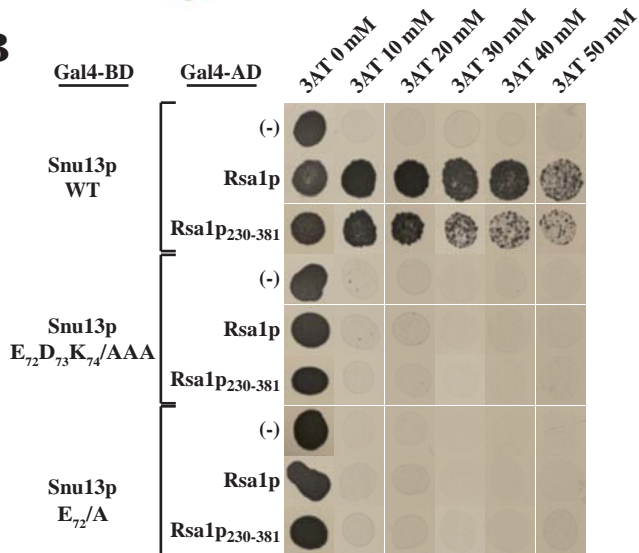 B
3AT 0 mM
3AT 10 mM
3AT 20 mM
3AT 30 mM
3AT 40 mM
3AT 50 mM
Gal4-BD Gal4-AD
(-)
Snu13p
WT
Rsa1p
Rsa1p230-381
(-)
Snu13p
E72D73K74/AAA
Rsa1p
Rsa1p230-381
(-)
Snu13p
E72/A
Rsa1p
Rsa1p230-381